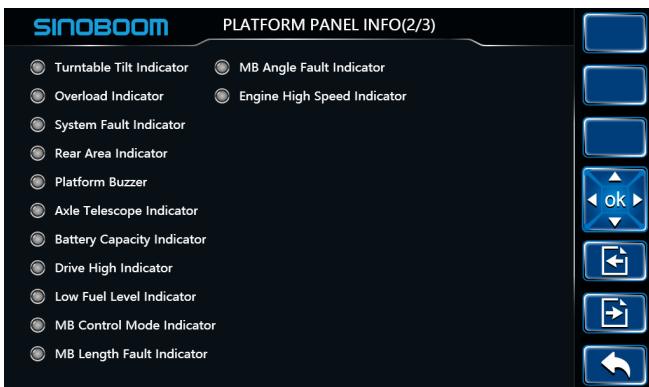 SINOBOOM
PLATFORM PANEL INFO(2/3)
Turntable Tilt Indicator
Overload Indicator
System Fault Indicator
Rear Area Indicator
Platform Buzzer
Axle Telescope Indicator
Battery Capacity Indicator
Drive High Indicator
Low Fuel Level Indicator
MB Control Mode Indicator
MB Length Fault Indicator
MB Angle Fault Indicator
Engine High Speed Indicator
ok